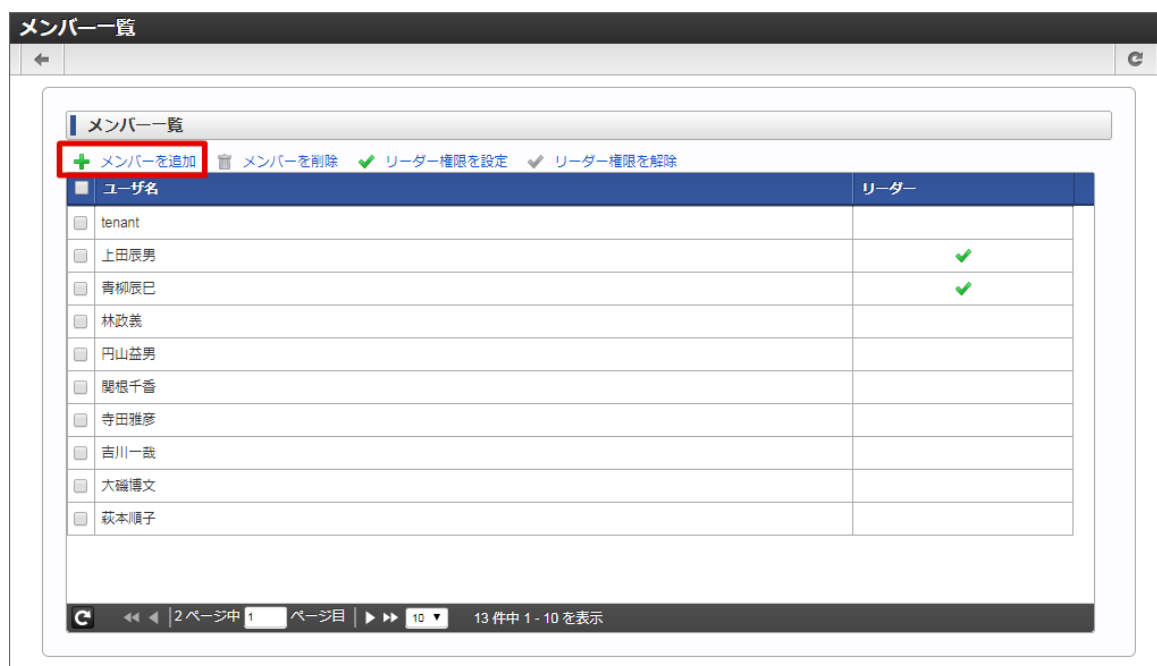 メンバー一覧
メンバー一覧
メンバーを追加 メンバーを削除 リーダー権限を設定 リーダー権限を解除
ユーザ名 リーダー
tenant
上田辰男
青柳辰巳
林政義
円山益男
関根千香
寺田雅彦
吉川一哉
大磯博文
萩本順子
2 ページ中 1 ページ目 10 13 件中 1 - 10 を表示